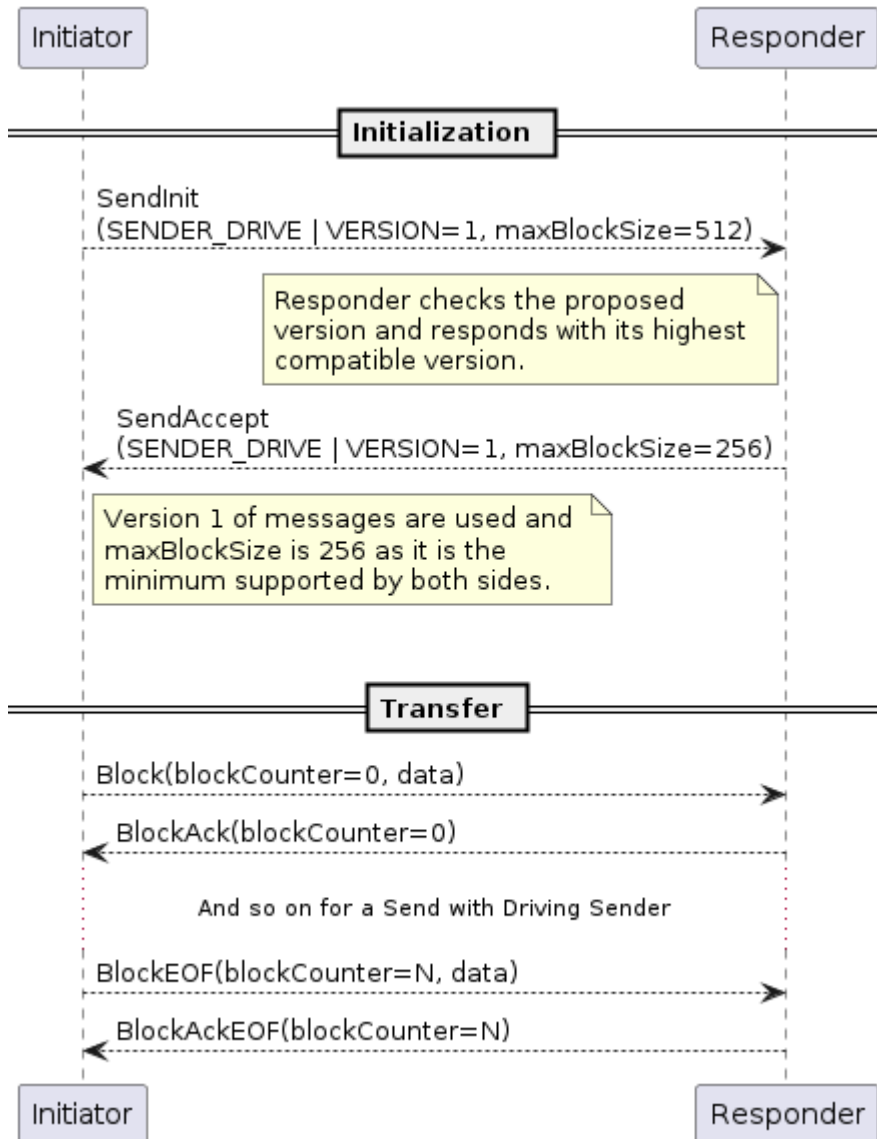 Initiator
Responder
Initialization
SendInit
(SENDER_DRIVE | VERSION=1, maxBlockSize=512)
Responder checks the proposed
version and responds with its highest
compatible version.
SendAccept
(SENDER_DRIVE | VERSION=1, maxBlockSize=256)
Version 1 of messages are used and
maxBlockSize is 256 as it is the
minimum supported by both sides.
Transfer
Block(blockCounter=0, data)
BlockAck(blockCounter=0)
And so on for a Send with Driving Sender
BlockEOF(blockCounter=N, data)
BlockAckEOF(blockCounter=N)
Initiator
Responder